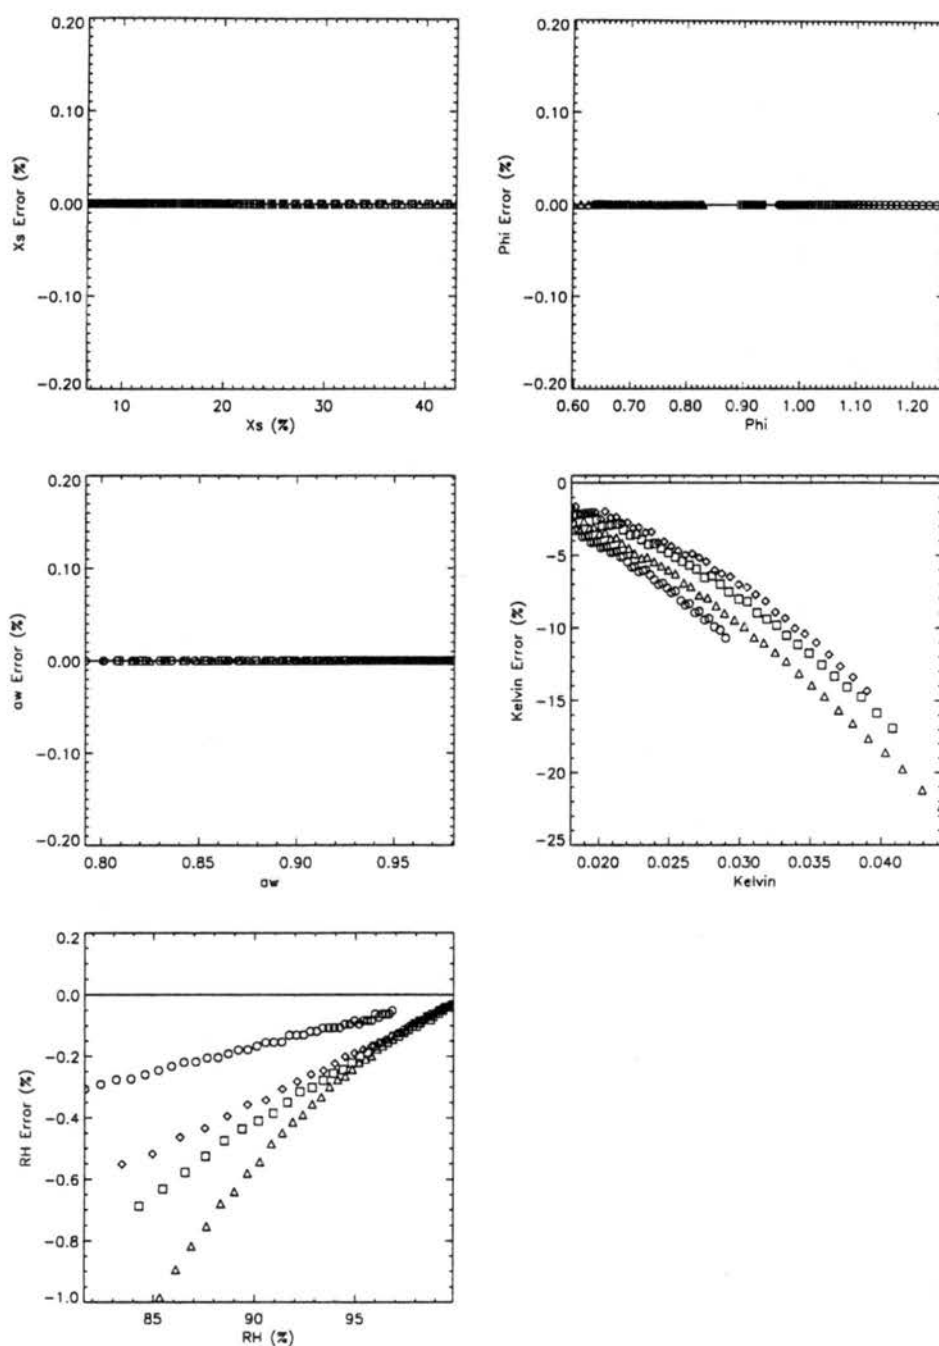 0.20
0.10
0.00
−0.10
−0.20
Xs Error (%)
10 20 30 40
Xs (%)
0.20
0.10
0.00
−0.10
−0.20
Phi Error (%)
0.60 0.70 0.80 0.90 1.00 1.10 1.20
Phi
0.20
0.10
0.00
−0.10
−0.20
aw Error (%)
0.80 0.85 0.90 0.95
aw
0
−5
−10
−15
−20
−25
Kelvin Error (%)
0.020 0.025 0.030 0.035 0.040
Kelvin
0.2
0.0
−0.2
−0.4
−0.6
−0.8
−1.0
RH Error (%)
85 90 95
RH (%)